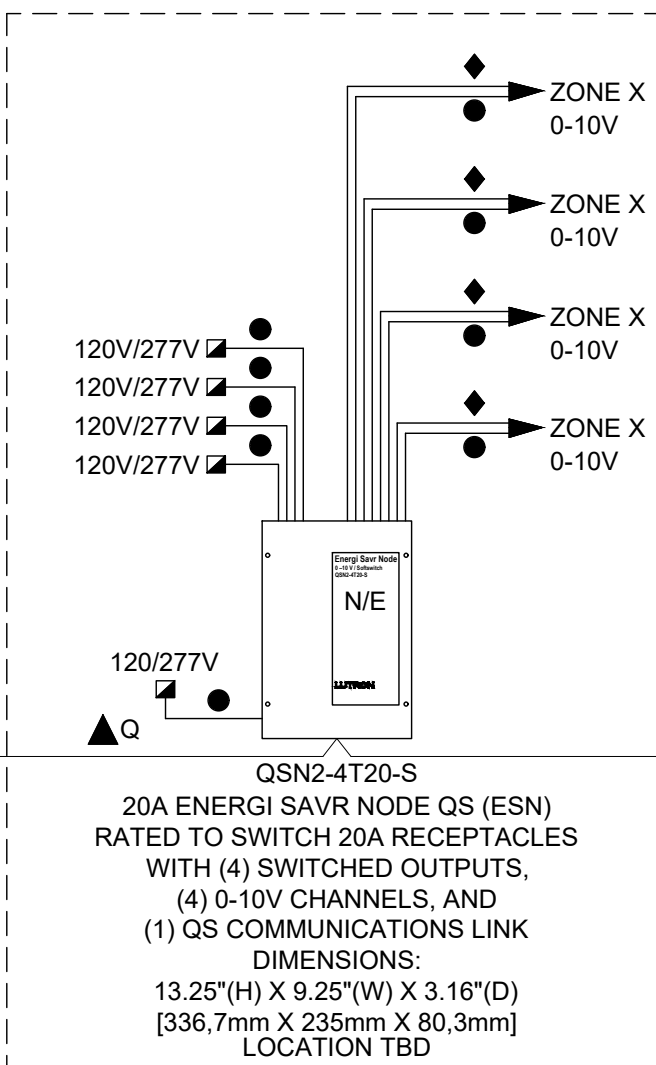 ZONE X
0-10V
ZONE X
0-10V
ZONE X
0-10V
ZONE X
0-10V
120V/277V
120V/277V
120V/277V
120V/277V
Energi Savr Node
0 –10 V / Softswitch
QSN2-4T20-S
N/E
LUTRON
120/277V
Q
QSN2-4T20-S
20A ENERGI SAVR NODE QS (ESN)
RATED TO SWITCH 20A RECEPTACLES
WITH (4) SWITCHED OUTPUTS,
(4) 0-10V CHANNELS, AND
(1) QS COMMUNICATIONS LINK
DIMENSIONS:
13.25"(H) X 9.25"(W) X 3.16"(D)
[336,7mm X 235mm X 80,3mm]
LOCATION TBD